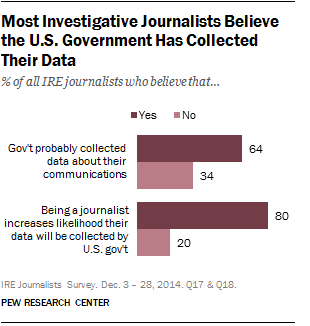 Most Investigative Journalists Believe
the U.S. Government Has Collected
Their Data
% of all IRE journalists who believe that...
Yes No
Gov't probably collected
data about their
communications
64
34
Being a journalist
increases likelihood their
data will be collected by
U.S. gov't
80
20
IRE Journalists Survey. Dec. 3 – 28, 2014. Q17 & Q18.
PEW RESEARCH CENTER